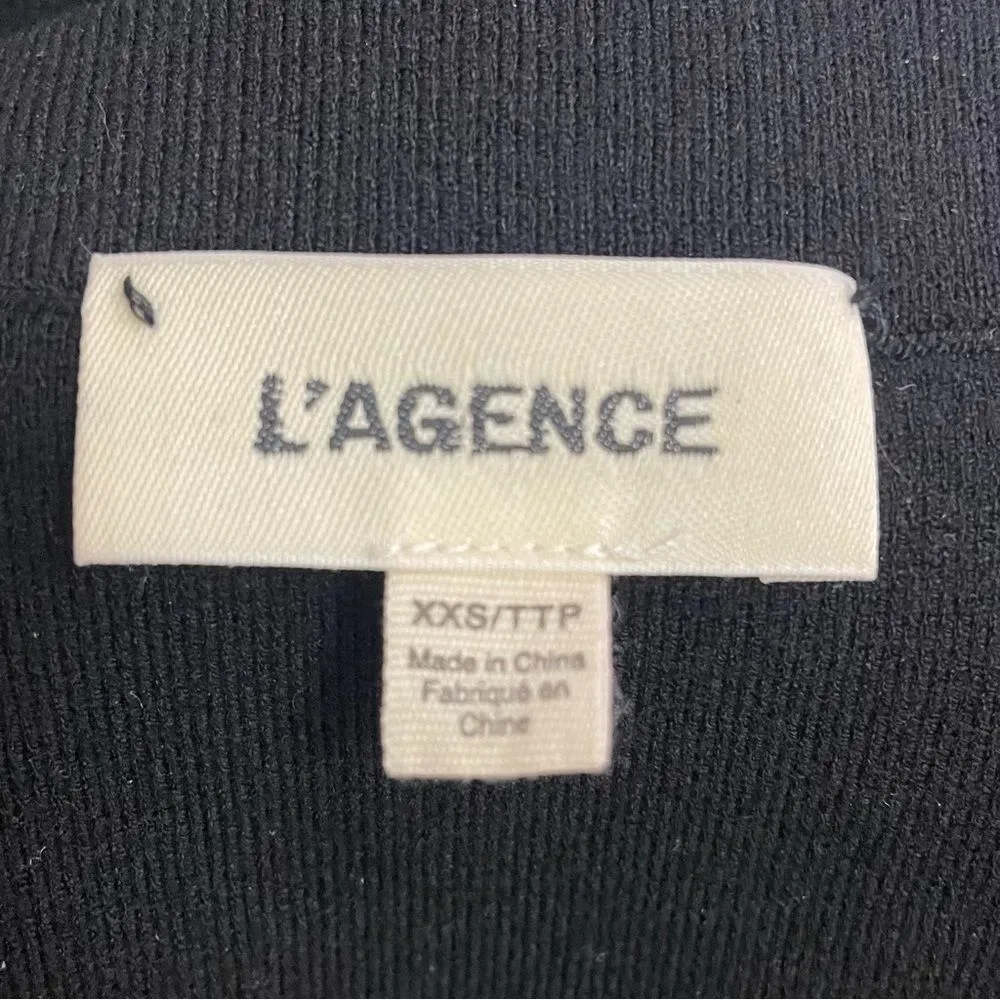 L'AGENCE
XXS/TTP
Made in China
Fabriqué en
Chine